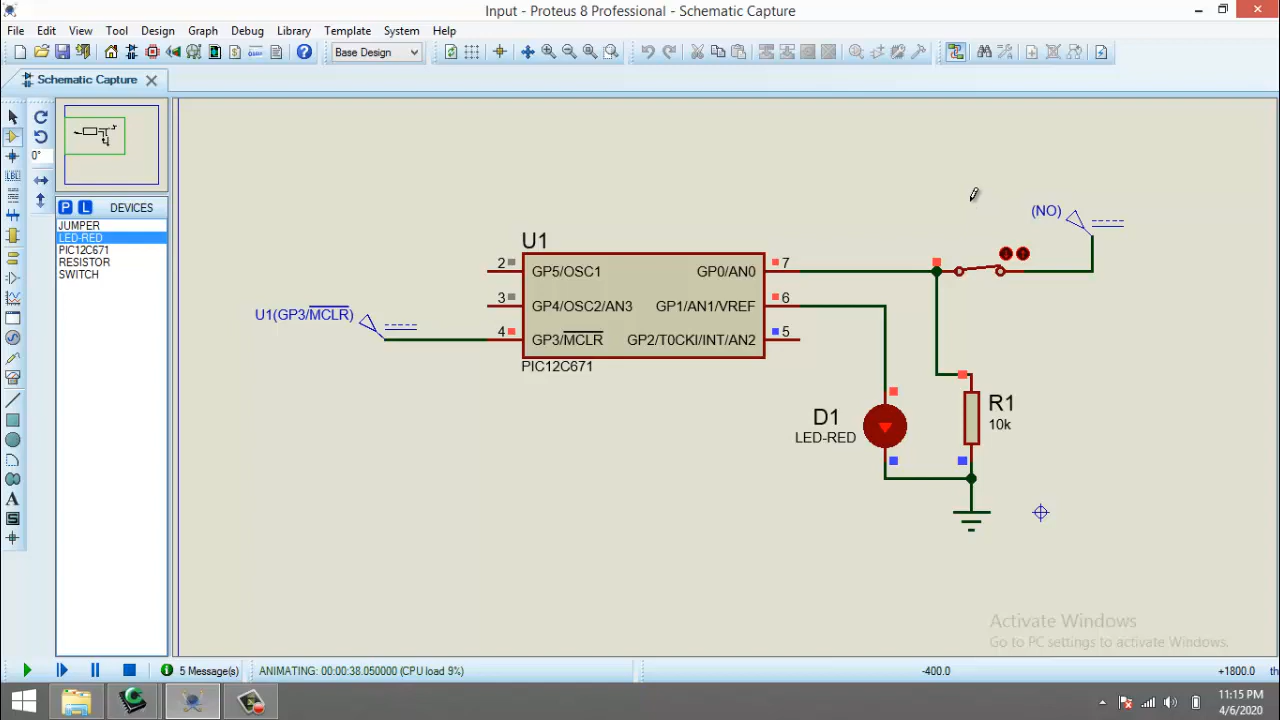 Input - Proteus 8 Professional - Schematic Capture
File Edit View Tool Design Graph Debug Library Template System Help
Base Design
Schematic Capture
0°
P L DEVICES
JUMPER
LED-RED
PIC12C671
RESISTOR
SWITCH
LBL
A
S
(NO)
U1
2 GP5/OSC1 GP0/AN0 7
3 GP4/OSC2/AN3 GP1/AN1/VREF 6
U1(GP3/MCLR)
4 GP3/MCLR GP2/T0CKI/INT/AN2 5
PIC12C671
D1
LED-RED
R1
10k
Activate Windows
Go to PC settings to activate Windows.
5 Message(s) ANIMATING: 00:00:38.050000 (CPU load 9%) -400.0 +1800.0 th
11:15 PM
4/6/2020